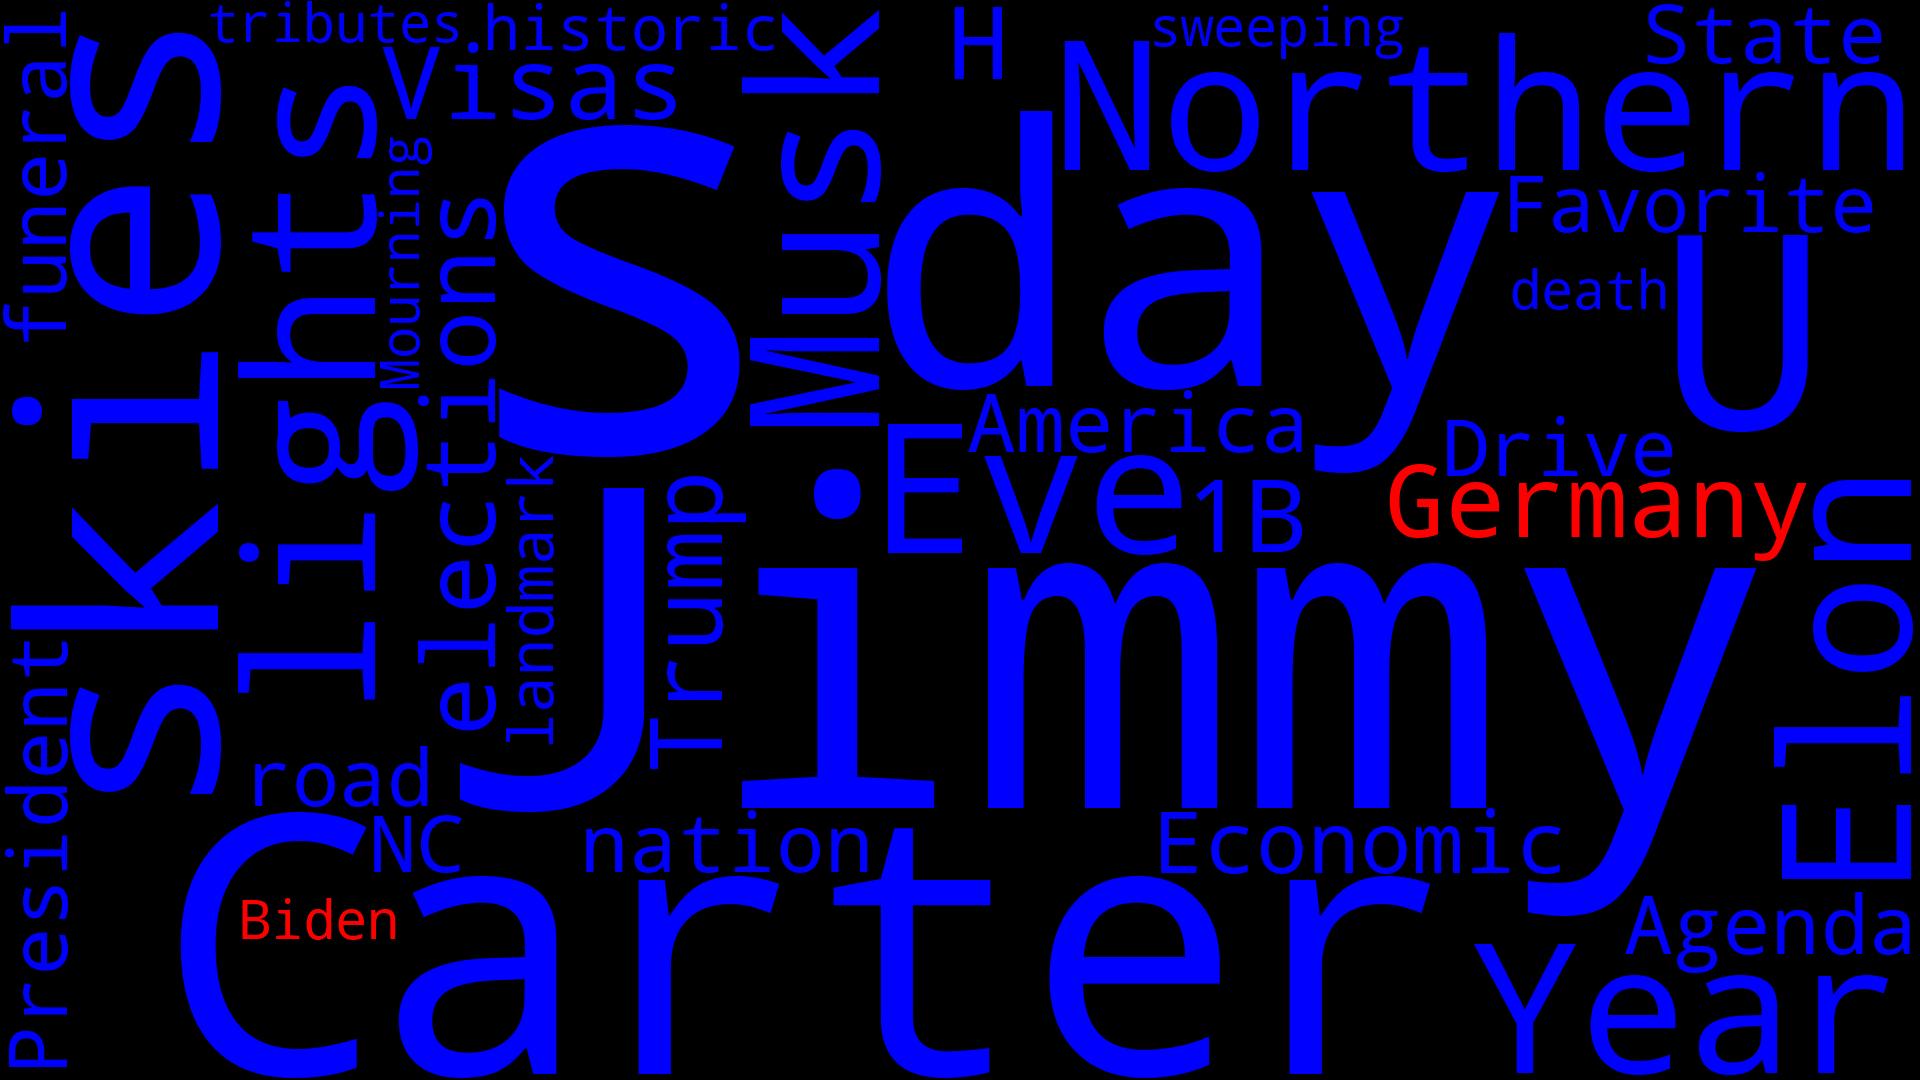 tributes
historic
sweeping
State
H
Visas
Northern
funeral
skies
lights
Mourning
elections
S.
Musk
day
Favorite
death
U
America
Drive
Eve
1B
Germany
landmark
Trump
Jimmy
Elon
President
road
NC
nation
Economic
Carter
Biden
Agenda
Year